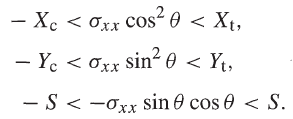 − X_c < σ_xx cos² θ < X_t,
− Y_c < σ_xx sin² θ < Y_t,
− S < −σ_xx sin θ cos θ < S.